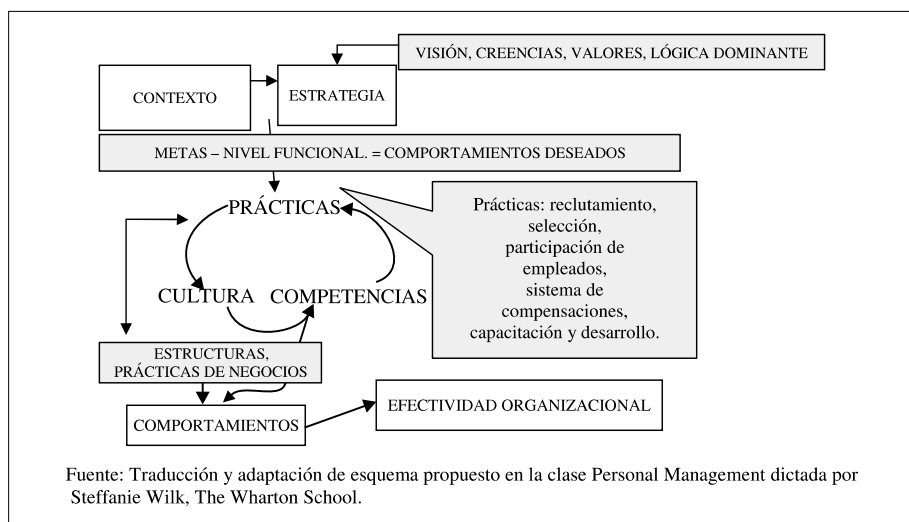 VISIÓN, CREENCIAS, VALORES, LÓGICA DOMINANTE
CONTEXTO
ESTRATEGIA
METAS – NIVEL FUNCIONAL. = COMPORTAMIENTOS DESEADOS
PRÁCTICAS
Prácticas: reclutamiento,
selección,
participación de
empleados,
sistema de
compensaciones,
capacitación y desarrollo.
CULTURA
COMPETENCIAS
ESTRUCTURAS,
PRÁCTICAS DE NEGOCIOS
COMPORTAMIENTOS
EFECTIVIDAD ORGANIZACIONAL
Fuente: Traducción y adaptación de esquema propuesto en la clase Personal Management dictada por
Steffanie Wilk, The Wharton School.